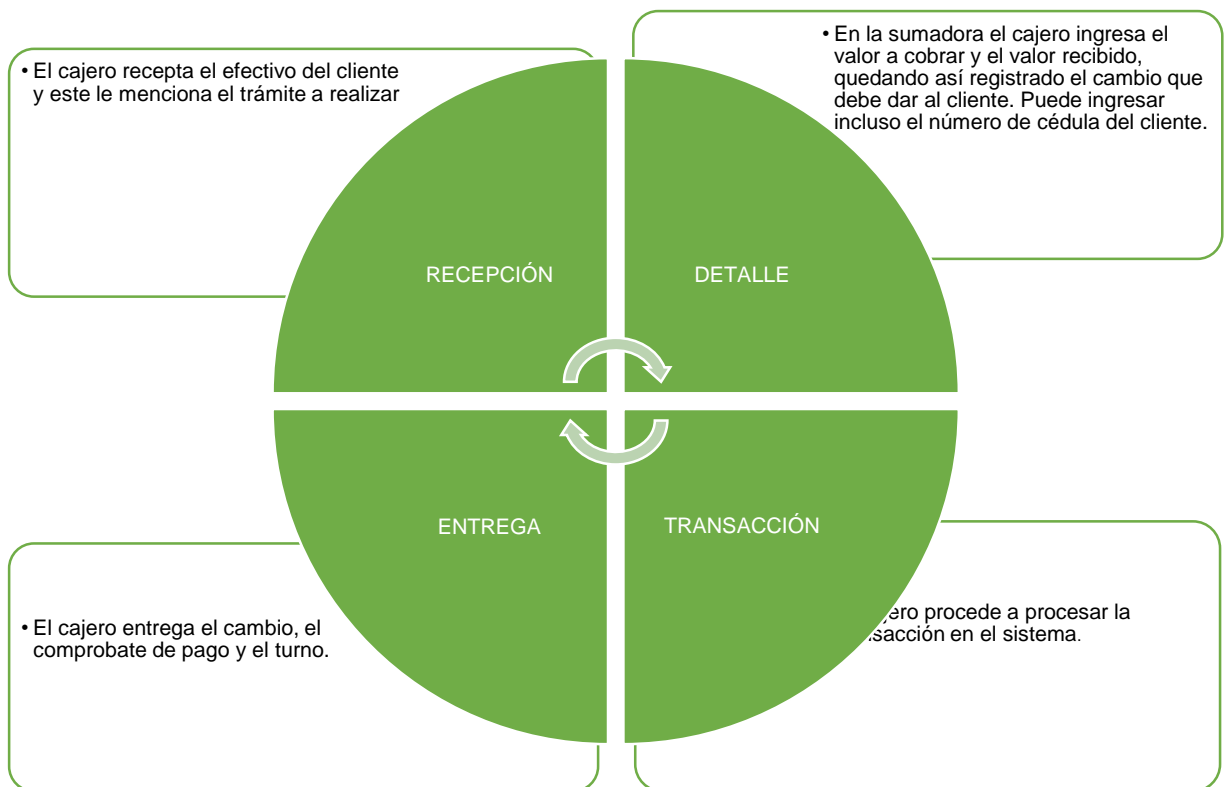 • El cajero recepta el efectivo del cliente
y este le menciona el trámite a realizar
• En la sumadora el cajero ingresa el
valor a cobrar y el valor recibido,
quedando así registrado el cambio que
debe dar al cliente. Puede ingresar
incluso el número de cédula del cliente.
RECEPCIÓN
DETALLE
ENTREGA
TRANSACCIÓN
• El cajero entrega el cambio, el
comprobate de pago y el turno.
procede a procesar la
en el sistema.